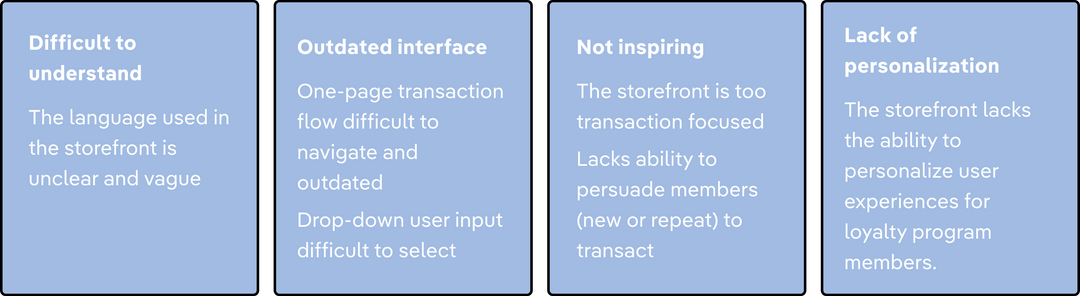 Difficult to
understand
The language used in
the storefront is
unclear and vague
Outdated interface
One-page transaction
flow difficult to
navigate and
outdated
Drop-down user input
difficult to select
Not inspiring
The storefront is too
transaction focused
Lacks ability to
persuade members
(new or repeat) to
transact
Lack of
personalization
The storefront lacks
the ability to
personalize user
experiences for
loyalty program
members.